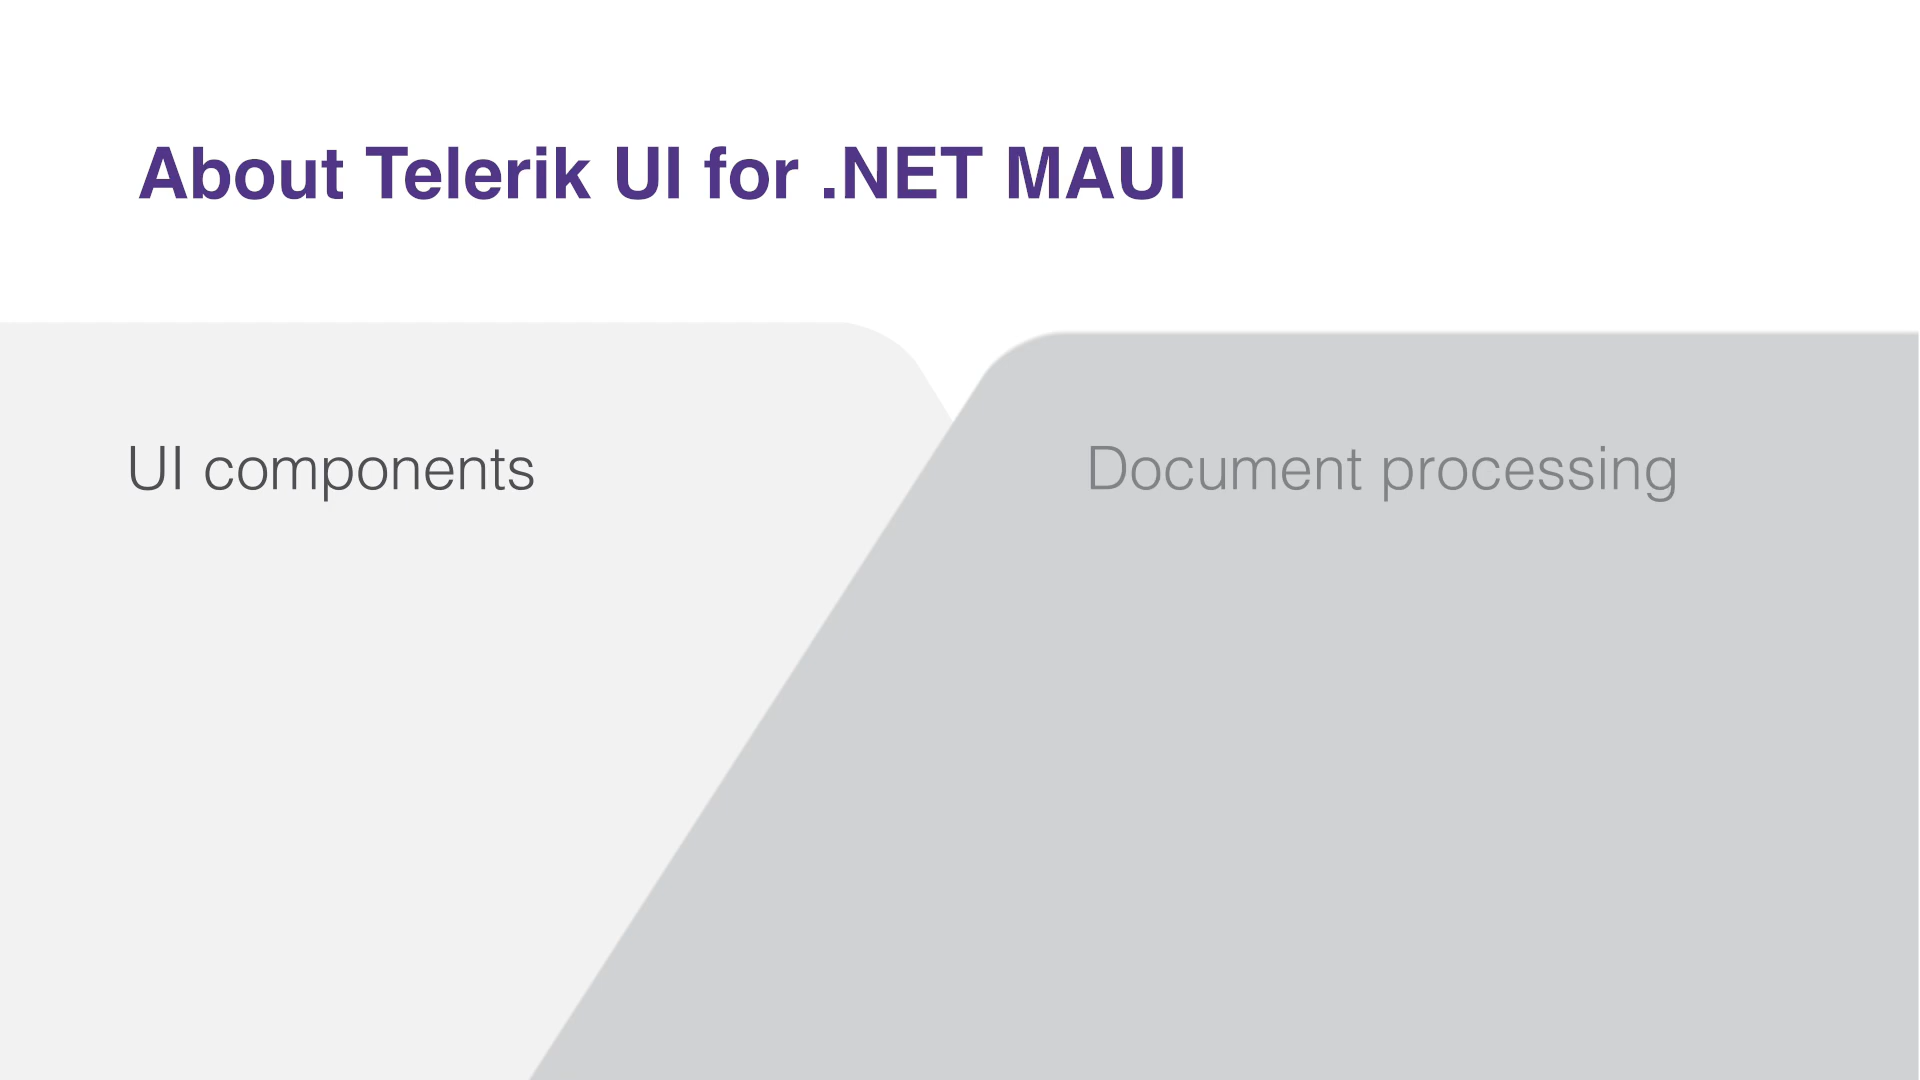 About Telerik UI for .NET MAUI
UI components
Document processing